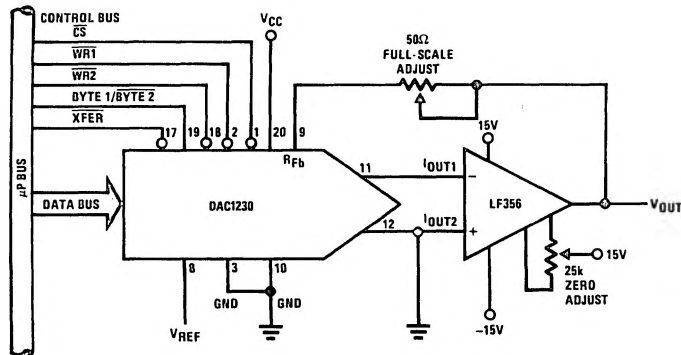 CONTROL BUS
CS
WR1
WR2
BYTE 1/BYTE 2
XFER
17
19
18
2
1
20
9
VCC
50Ω
FULL-SCALE
ADJUST
RFb
µP BUS
DATA BUS
DAC1230
11
IOUT1
12
IOUT2
15V
−
LF356
+
VOUT
15V
25k
ZERO
ADJUST
-15V
8
3
10
GND
GND
VREF